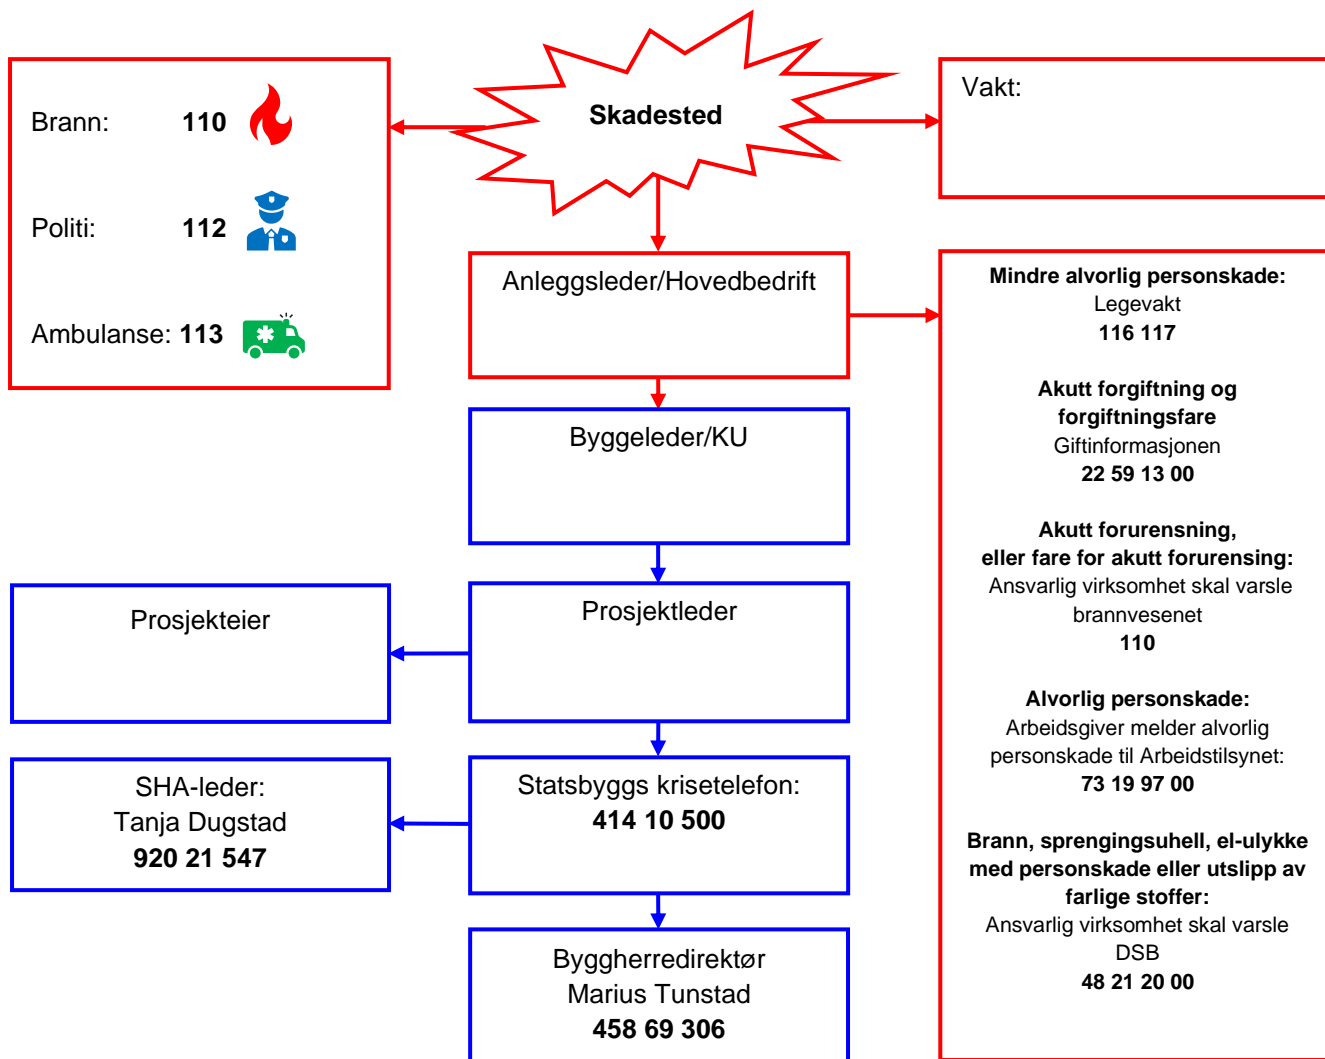 Skadested
Brann: 110
Politi: 112
Ambulanse: 113
Vakt:
Anleggsleder/Hovedbedrift
Byggeleder/KU
Prosjektleder
Prosjekteier
Statsbyggs krisetelefon:
414 10 500
SHA-leder:
Tanja Dugstad
920 21 547
Byggherredirektør
Marius Tunstad
458 69 306
Mindre alvorlig personskade:
Legevakt
116 117
Akutt forgiftning og
forgiftningsfare
Giftinformasjonen
22 59 13 00
Akutt forurensning,
eller fare for akutt forurensing:
Ansvarlig virksomhet skal varsle
brannvesenet
110
Alvorlig personskade:
Arbeidsgiver melder alvorlig
personskade til Arbeidstilsynet:
73 19 97 00
Brann, sprengingsuhell, el-ulykke
med personskade eller utslipp av
farlige stoffer:
Ansvarlig virksomhet skal varsle
DSB
48 21 20 00